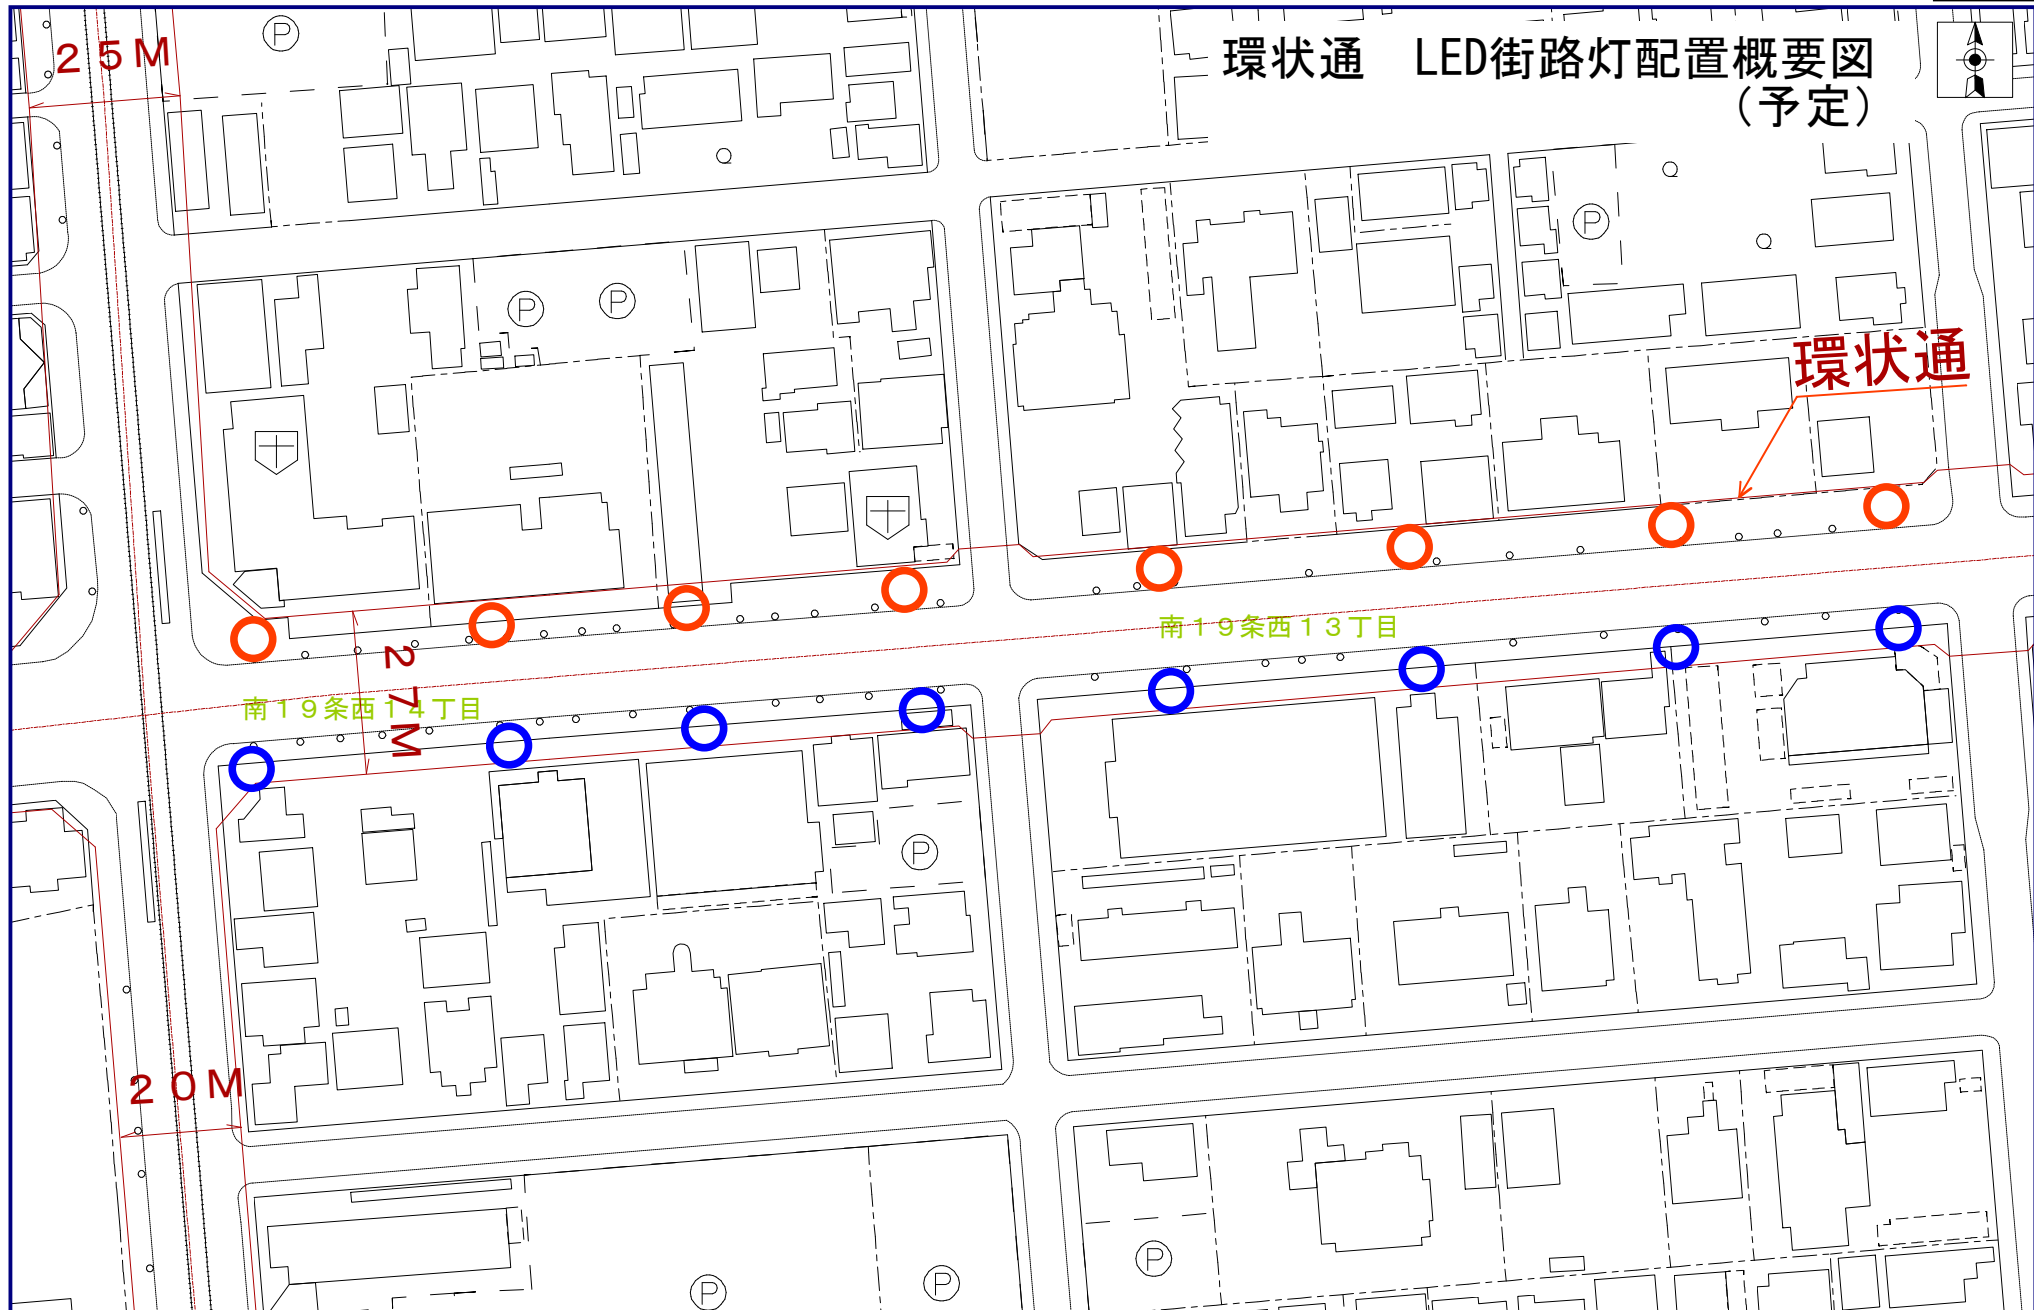 環状通　LED街路灯配置概要図
（予定）
２５Ｍ
Ｐ
Ｐ
Ｐ
Ｐ
環状通
南１９条西１３丁目
２７Ｍ
南１９条西１４丁目
Ｐ
２０Ｍ
Ｐ
Ｐ
Ｐ